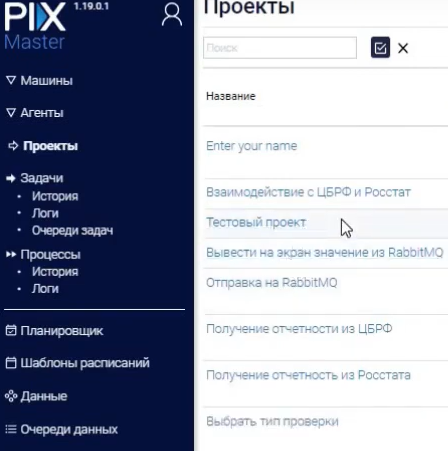 PIX 1.19.0.1
Master
Машины
Агенты
Проекты
Задачи
История
Логи
Очереди задач
Процессы
История
Логи
Планировщик
Шаблоны расписаний
Данные
Очереди данных
Проекты
Поиск
Название
Enter your name
Взаимодействие с ЦБРФ и Росстат
Тестовый проект
Вывести на экран значение из RabbitMQ
Отправка на RabbitMQ
Получение отчетности из ЦБРФ
Получение отчетность из Росстата
Выбрать тип проверки